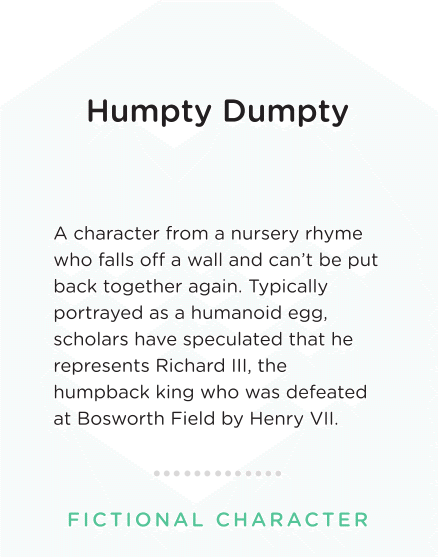 Humpty Dumpty
A character from a nursery rhyme
who falls off a wall and can’t be put
back together again. Typically
portrayed as a humanoid egg,
scholars have speculated that he
represents Richard III, the
humpback king who was defeated
at Bosworth Field by Henry VII.
FICTIONAL CHARACTER